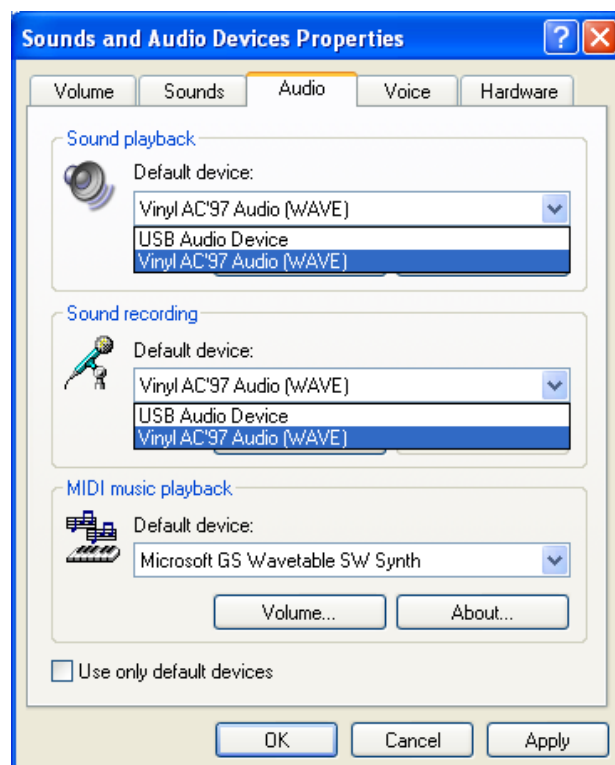 Sounds and Audio Devices Properties
Volume Sounds Audio Voice Hardware
Sound playback
Default device:
Vinyl AC'97 Audio (WAVE)
USB Audio Device
Vinyl AC'97 Audio (WAVE)
Sound recording
Default device:
Vinyl AC'97 Audio (WAVE)
USB Audio Device
Vinyl AC'97 Audio (WAVE)
MIDI music playback
Default device:
Microsoft GS Wavetable SW Synth
Volume... About...
Use only default devices
OK Cancel Apply